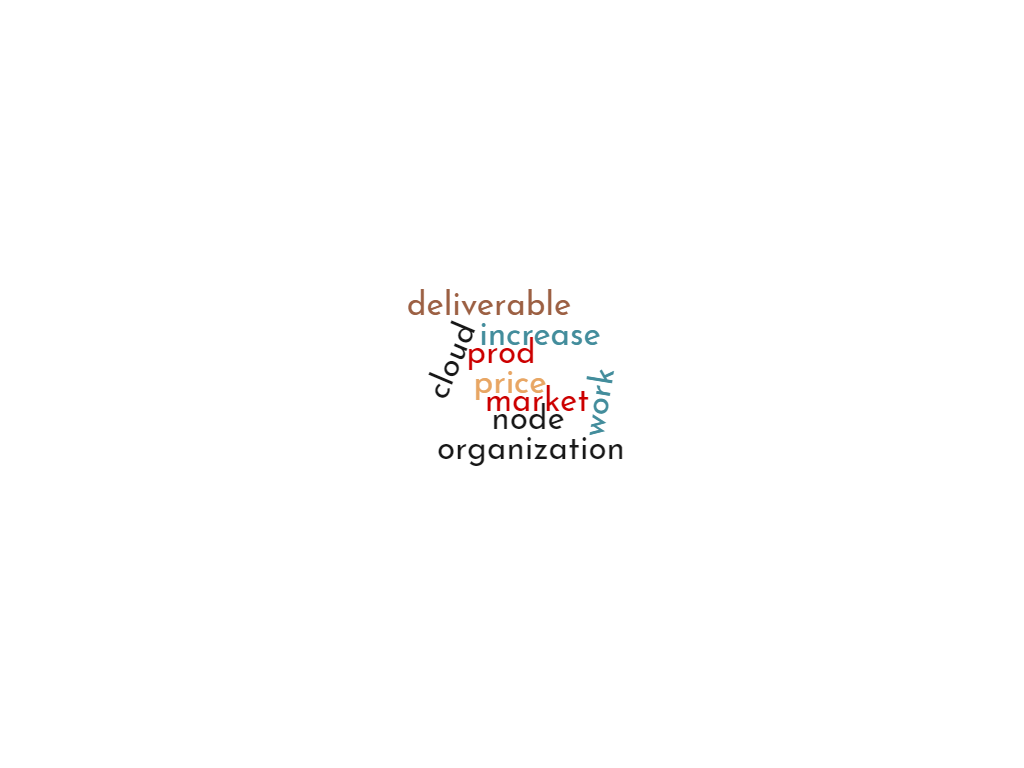 deliverable
increase
cloud
prod
price
work
market
node
organization